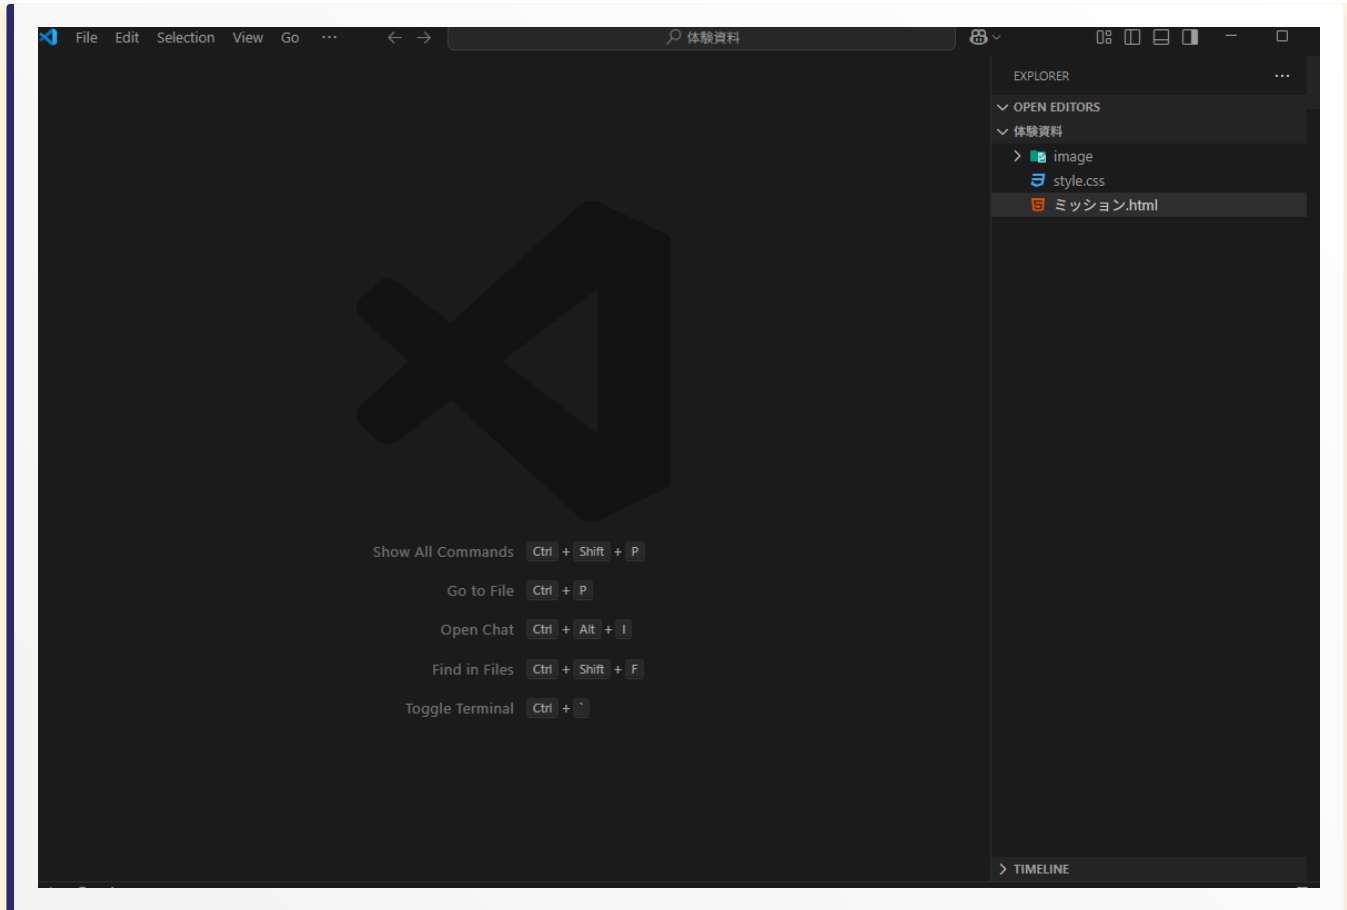 File Edit Selection View Go ··· ← → 体験資料
EXPLORER ···
OPEN EDITORS
体験資料
image
style.css
ミッション.html
Show All Commands Ctrl + Shift + P
Go to File Ctrl + P
Open Chat Ctrl + Alt + I
Find in Files Ctrl + Shift + F
Toggle Terminal Ctrl + `
TIMELINE